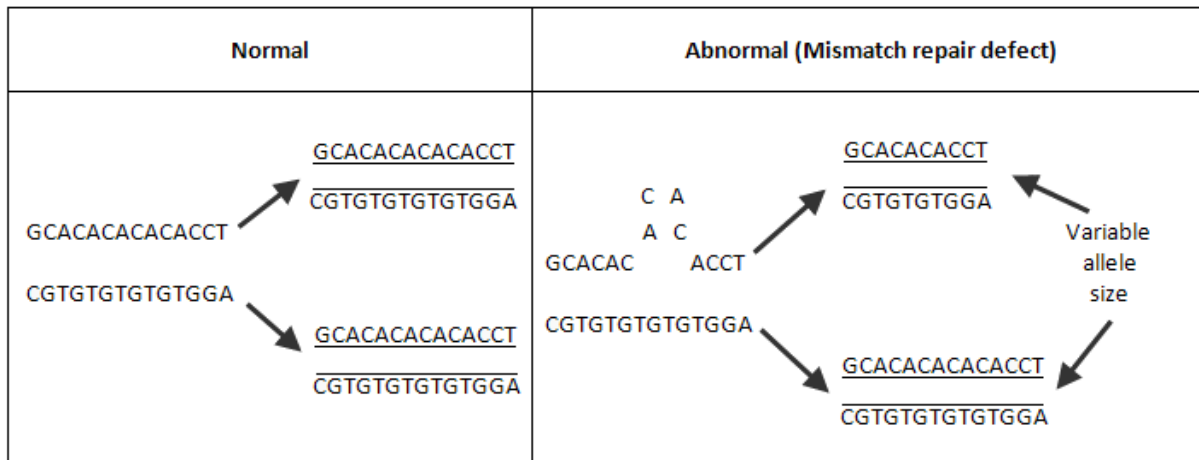 Normal
Abnormal (Mismatch repair defect)
GCACACACACACCT
CGTGTGTGTGTGGA
GCACACACACACCT
CGTGTGTGTGTGGA
GCACACACACACCT
CGTGTGTGTGTGGA
C A
A C
GCACAC ACCT
CGTGTGTGTGTGGA
GCACACACCT
CGTGTGTGGA
Variable
allele
size
GCACACACACACCT
CGTGTGTGTGTGGA